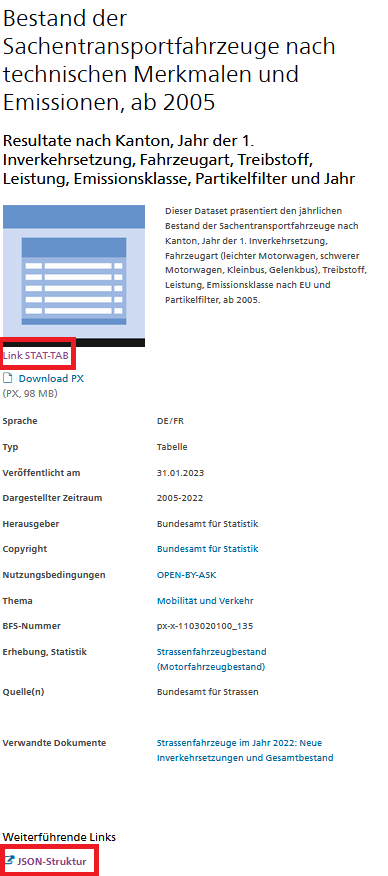 Bestand der
Sachentransportfahrzeuge nach
technischen Merkmalen und
Emissionen, ab 2005
Resultate nach Kanton, Jahr der 1.
Inverkehrsetzung, Fahrzeugart, Treibstoff,
Leistung, Emissionsklasse, Partikelfilter und Jahr
Dieser Dataset präsentiert den jährlichen
Bestand der Sachentransportfahrzeuge nach
Kanton, Jahr der 1. Inverkehrsetzung,
Fahrzeugart (leichter Motorwagen, schwerer
Motorwagen, Kleinbus, Gelenkbus), Treibstoff,
Leistung, Emissionsklasse nach EU und
Partikelfilter, ab 2005.
Link STAT-TAB
Download PX
(PX, 98 MB)
Sprache DE/FR
Typ Tabelle
Veröffentlicht am 31.01.2023
Dargestellter Zeitraum 2005-2022
Herausgeber Bundesamt für Statistik
Copyright Bundesamt für Statistik
Nutzungsbedingungen OPEN-BY-ASK
Thema Mobilität und Verkehr
BFS-Nummer px-x-1103020100_135
Erhebung, Statistik Strassenfahrzeugbestand
(Motorfahrzeugbestand)
Quelle(n) Bundesamt für Strassen
Verwandte Dokumente Strassenfahrzeuge im Jahr 2022: Neue
Inverkehrsetzungen und Gesamtbestand
Weiterführende Links
JSON-Struktur